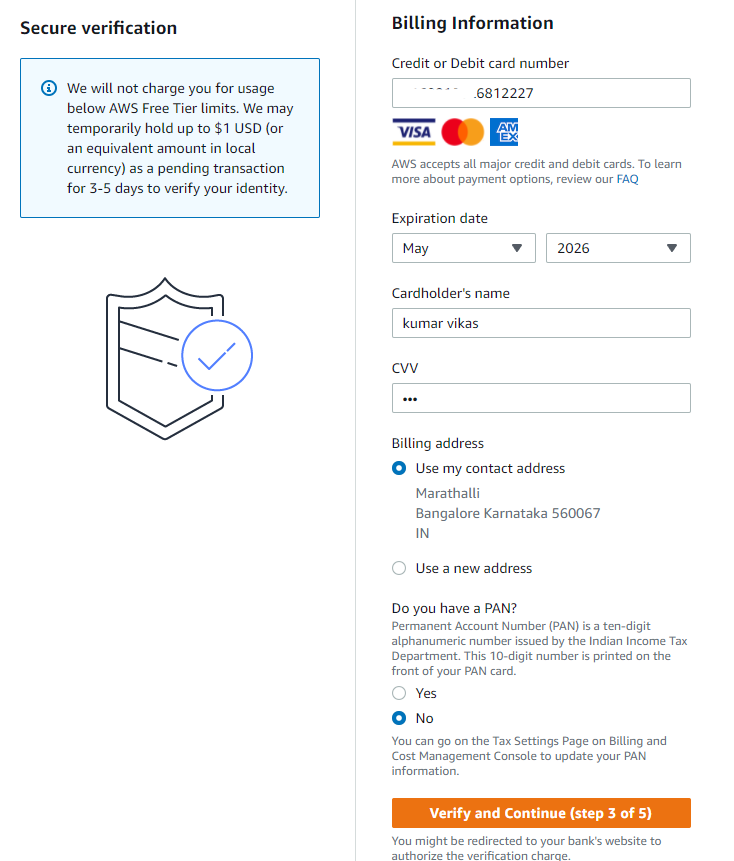 Secure verification
We will not charge you for usage
below AWS Free Tier limits. We may
temporarily hold up to $1 USD (or
an equivalent amount in local
currency) as a pending transaction
for 3-5 days to verify your identity.
Billing Information
Credit or Debit card number
.6812227
VISA
AM
EX
AWS accepts all major credit and debit cards. To learn
more about payment options, review our FAQ
Expiration date
May
2026
Cardholder's name
kumar vikas
CVV
•••
Billing address
Use my contact address
Marathalli
Bangalore Karnataka 560067
IN
Use a new address
Do you have a PAN?
Permanent Account Number (PAN) is a ten-digit
alphanumeric number issued by the Indian Income Tax
Department. This 10-digit number is printed on the
front of your PAN card.
Yes
No
You can go on the Tax Settings Page on Billing and
Cost Management Console to update your PAN
information.
Verify and Continue (step 3 of 5)
You might be redirected to your bank's website to
authorize the verification charge.